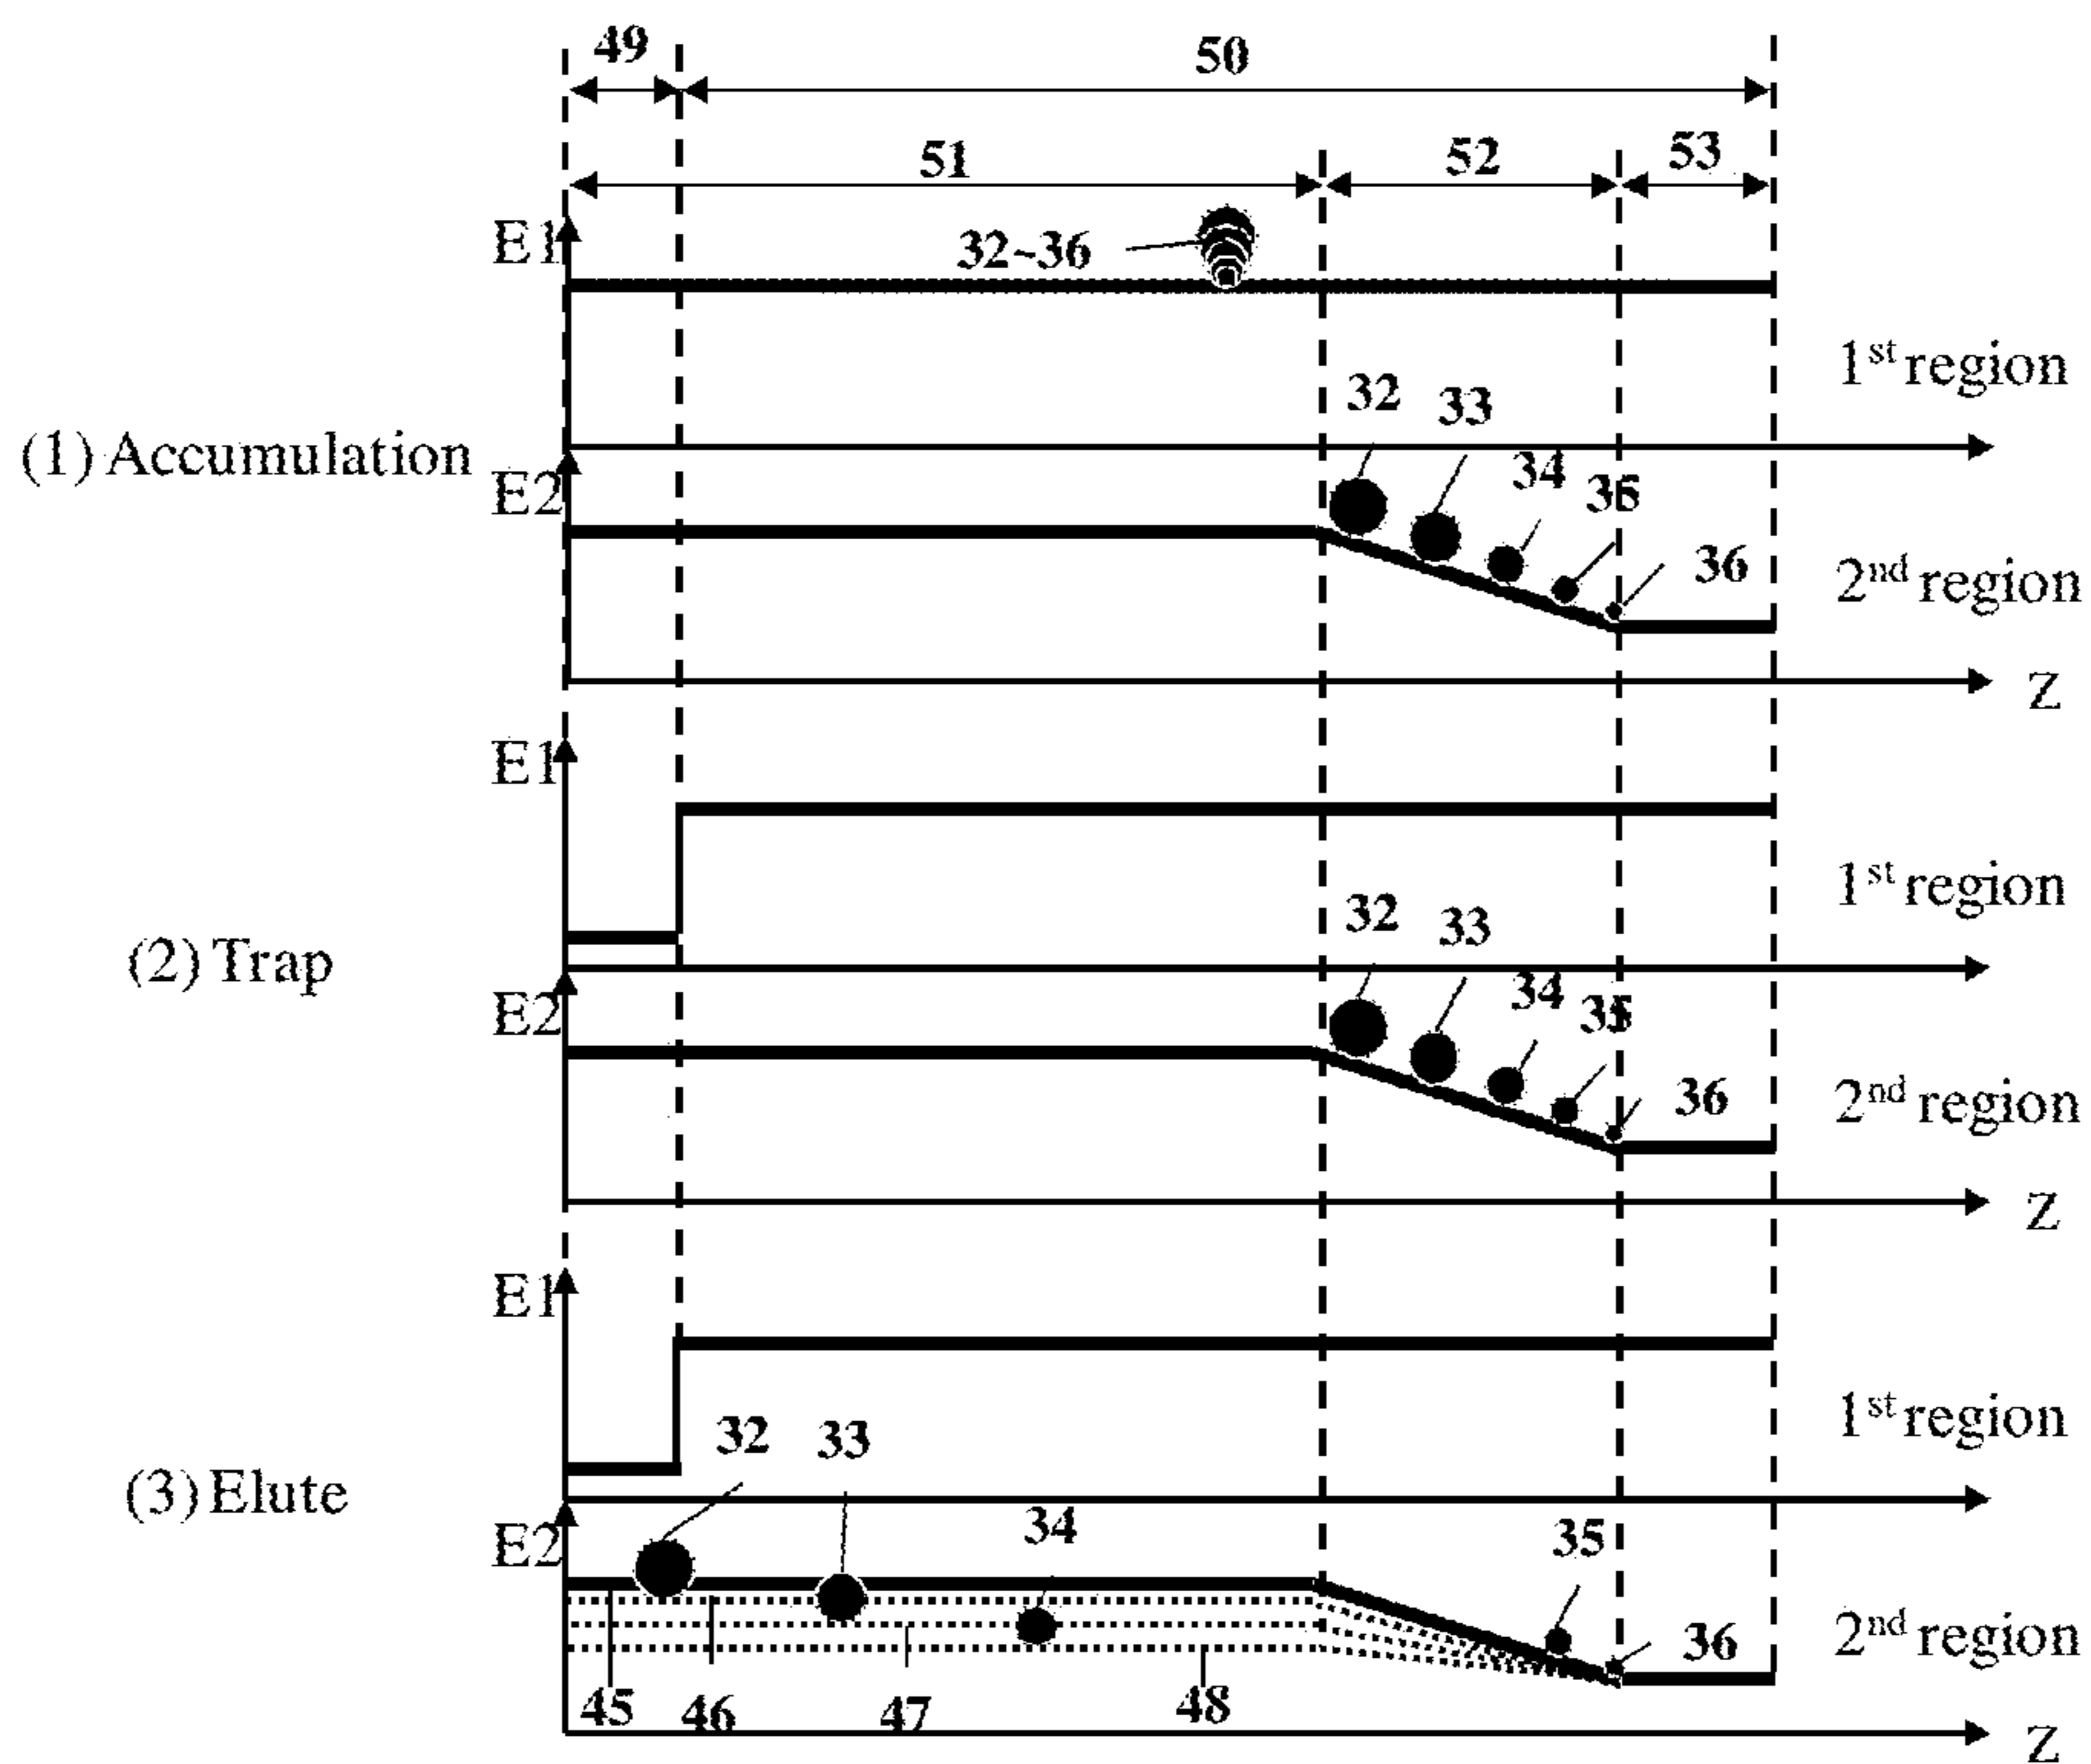 49
50
51
52
53
E1
32~36
1st region
32
33
(1) Accumulation
E2
34
35
36
2nd region
Z
E1
1st region
32
33
(2) Trap
E2
34
35
36
2nd region
Z
E1
1st region
32
33
(3) Elute
34
E2
35
36
2nd region
45
46
47
48
Z